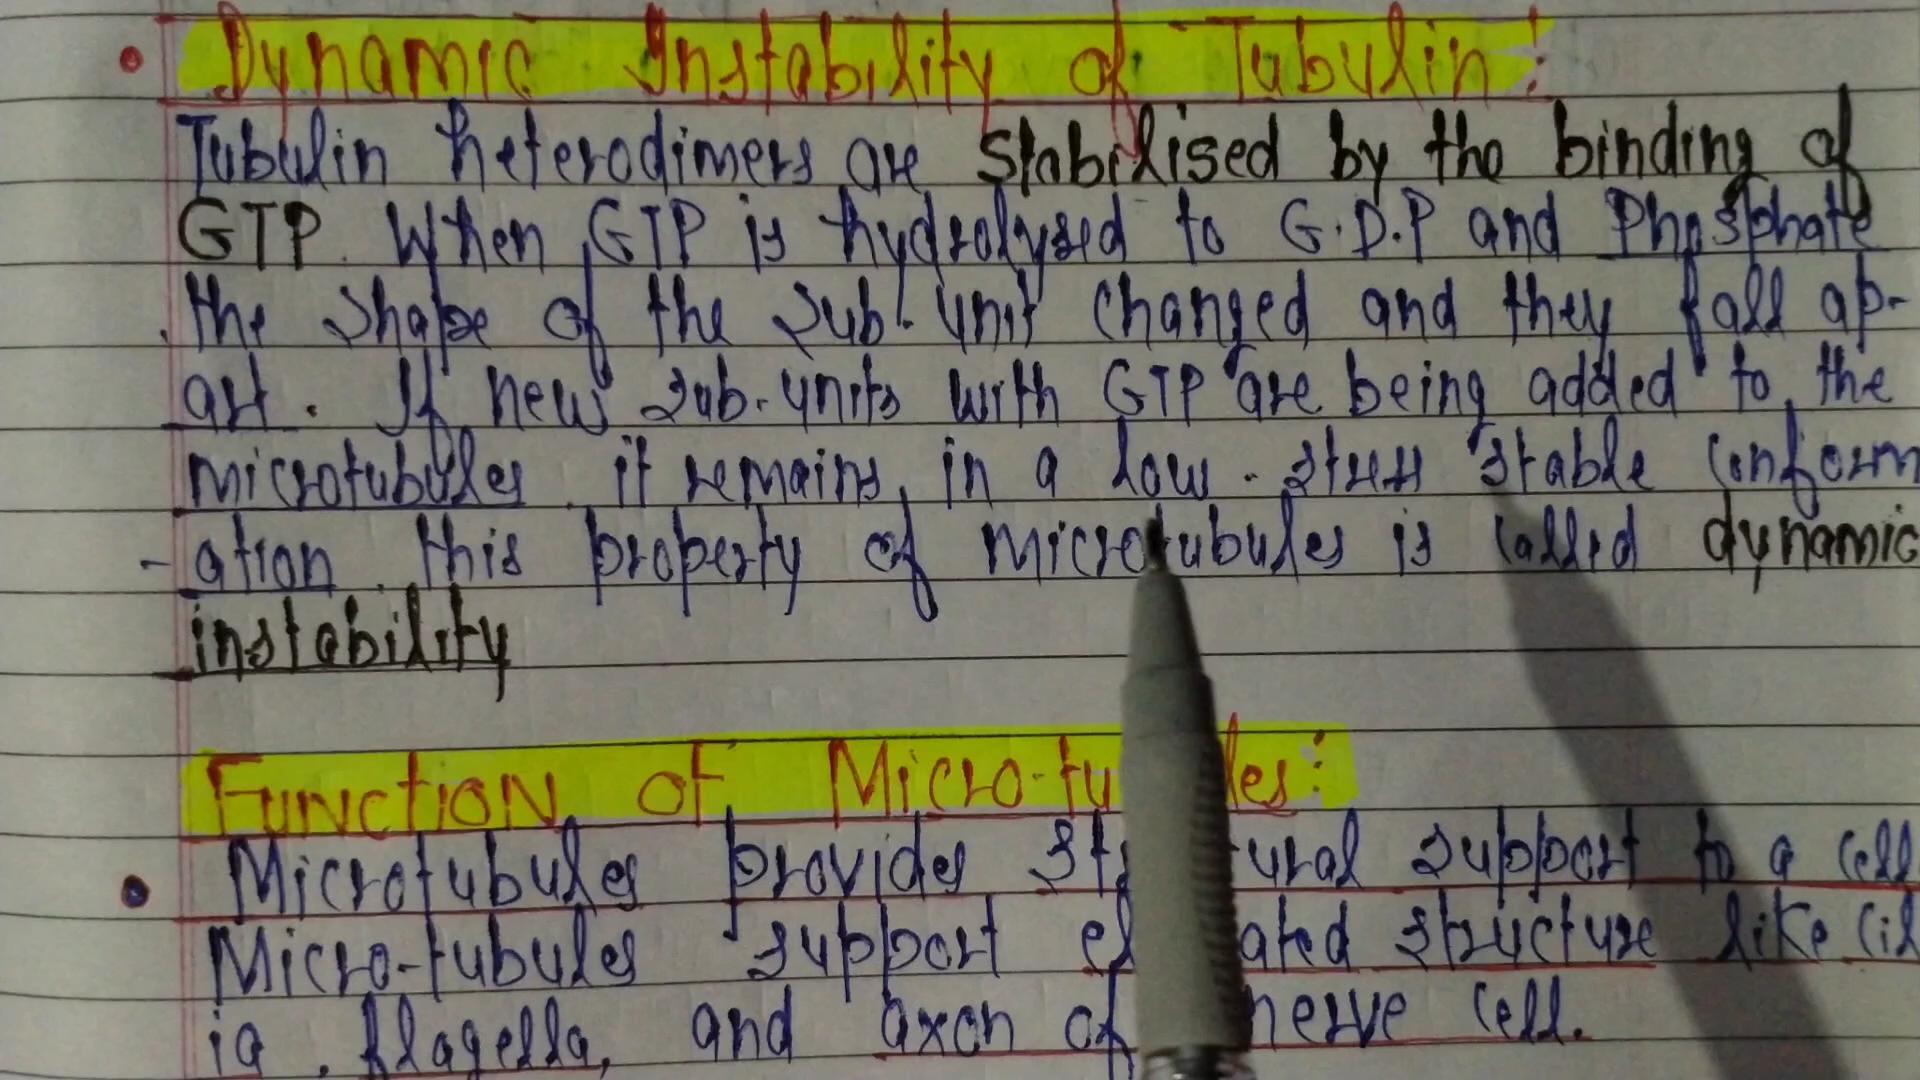 Dynamic Instability of Tubulin:
Tubulin heterodimers are stabilised by the binding of
GTP. When GTP is hydrolysed to G.D.P and Phosphate
the shape of the sub-unit changed and they fall ap-
art. If new sub-units with GTP are being added to the
microtubules it remains in a low-stress stable conform
-ation. this property of microtubules is called dynamic
instability
Function of Micro-tu les:
Microtubules provides st ural support to a cell
Micro-tubules support el ated structure like cil
ia, flagella, and axon of nerve cell.